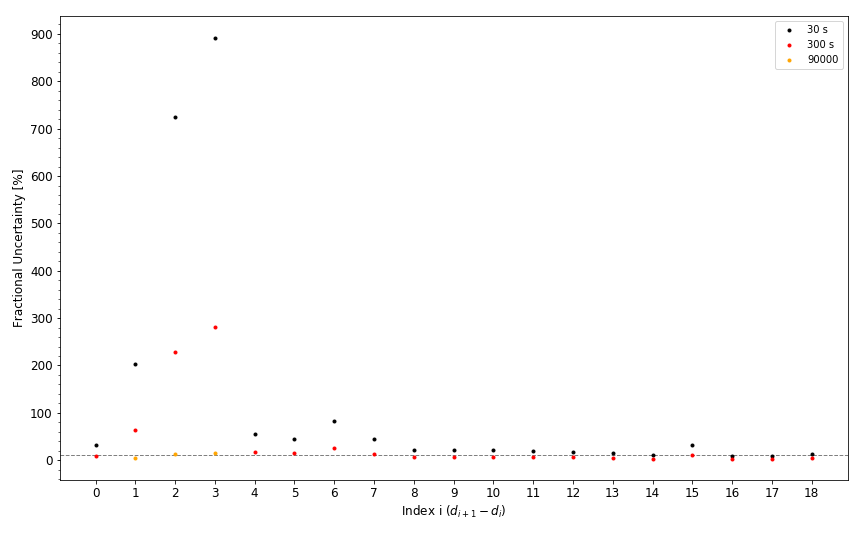 30 s
300 s
90000
Fractional Uncertainty [%]
900
800
700
600
500
400
300
200
100
0
0 1 2 3 4 5 6 7 8 9 10 11 12 13 14 15 16 17 18
Index i ($d_{i+1} - d_i$)